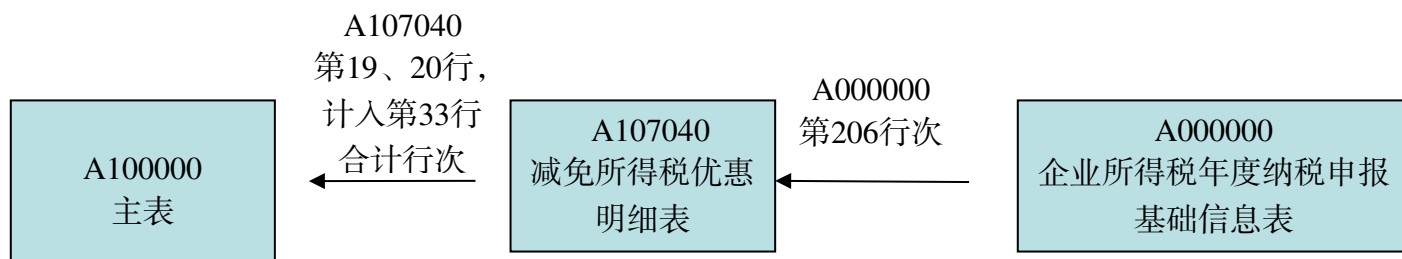 A107040
第19、20行，
计入第33行
合计行次
A100000
主表
A107040
减免所得税优惠
明细表
A000000
第206行次
A000000
企业所得税年度纳税申报
基础信息表